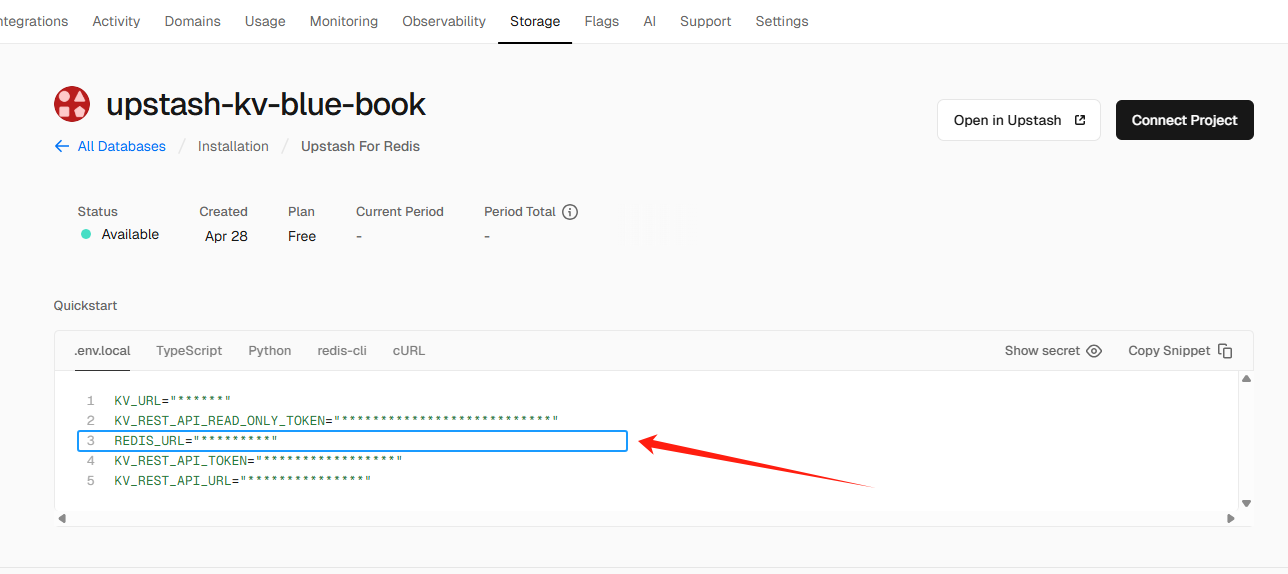 ntegrations Activity Domains Usage Monitoring Observability Storage Flags AI Support Settings
upstash-kv-blue-book
Open in Upstash Connect Project
All Databases / Installation / Upstash For Redis
Status Created Plan Current Period Period Total
Available Apr 28 Free - -
Quickstart
.env.local TypeScript Python redis-cli cURL Show secret Copy Snippet
1 KV_URL="******"
2 KV_REST_API_READ_ONLY_TOKEN="***************************"
3 REDIS_URL="*********"
4 KV_REST_API_TOKEN="*****************"
5 KV_REST_API_URL="***************"